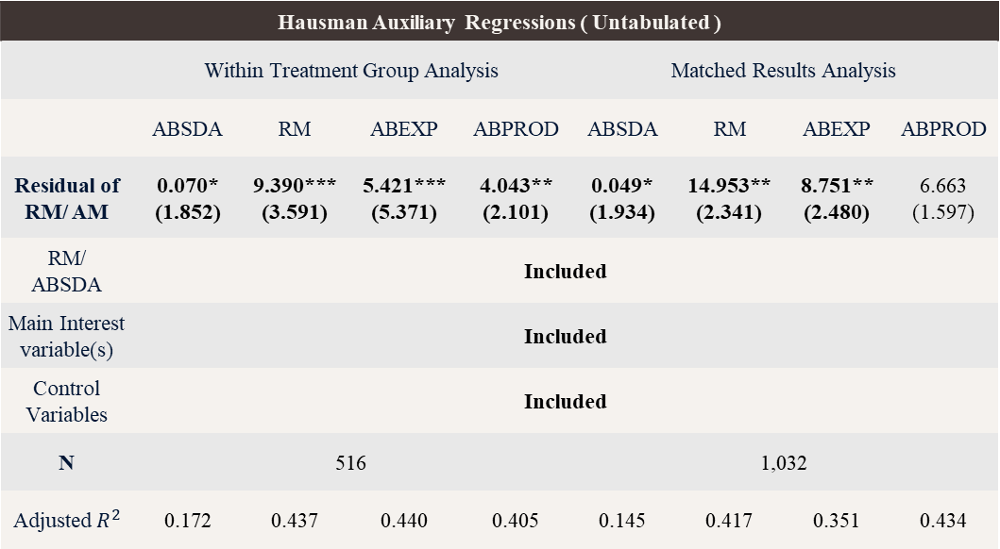 Hausman Auxiliary Regressions ( Untabulated )
Within Treatment Group Analysis Matched Results Analysis
ABSDA RM ABEXP ABPROD ABSDA RM ABEXP ABPROD
Residual of RM/ AM 0.070* 9.390*** 5.421*** 4.043** 0.049* 14.953** 8.751** 6.663
(1.852) (3.591) (5.371) (2.101) (1.934) (2.341) (2.480) (1.597)
RM/
ABSDA
Included
Main Interest
variable(s)
Included
Control
Variables
Included
N 516 1,032
Adjusted R² 0.172 0.437 0.440 0.405 0.145 0.417 0.351 0.434